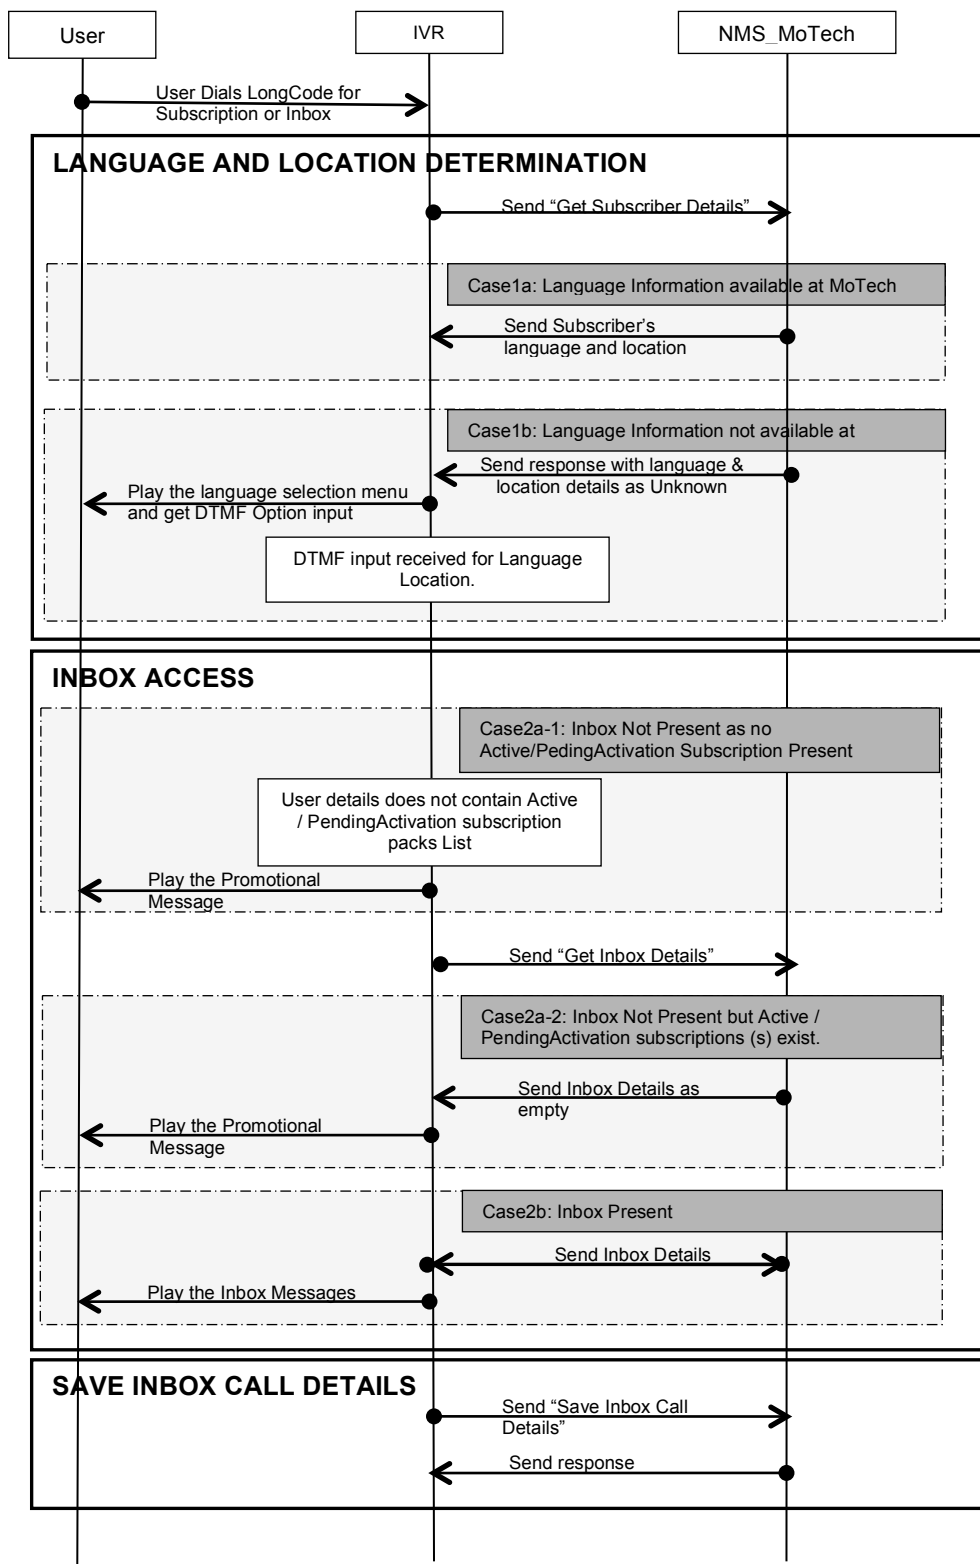 User
IVR
NMS_MoTech
User Dials LongCode for
Subscription or Inbox
LANGUAGE AND LOCATION DETERMINATION
Send “Get Subscriber Details”
Case1a: Language Information available at MoTech
Send Subscriber’s
language and location
Case1b: Language Information not available at
Send response with language &
location details as Unknown
Play the language selection menu
and get DTMF Option input
DTMF input received for Language
Location.
INBOX ACCESS
Case2a-1: Inbox Not Present as no
Active/PedingActivation Subscription Present
User details does not contain Active
/ PendingActivation subscription
packs List
Play the Promotional
Message
Send “Get Inbox Details”
Case2a-2: Inbox Not Present but Active /
PendingActivation subscriptions (s) exist.
Send Inbox Details as
empty
Play the Promotional
Message
Case2b: Inbox Present
Send Inbox Details
Play the Inbox Messages
SAVE INBOX CALL DETAILS
Send “Save Inbox Call
Details”
Send response